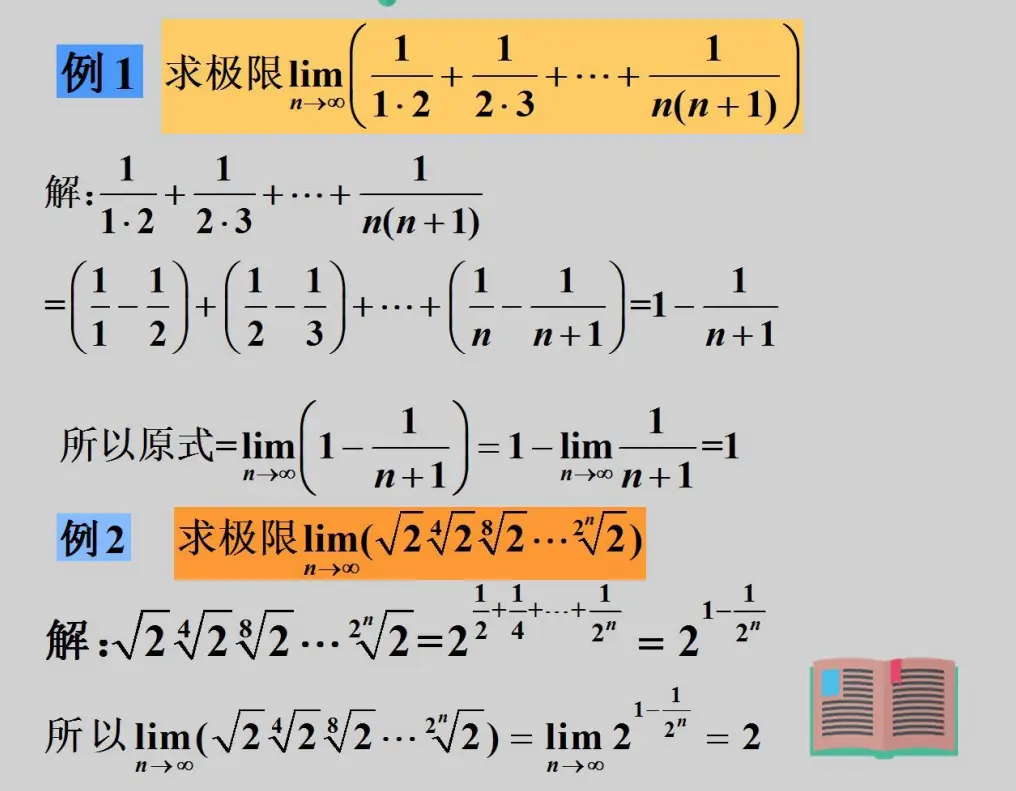 例1 求极限 $\lim_{n\to\infty}\left(\frac{1}{1\cdot 2}+\frac{1}{2\cdot 3}+\cdots+\frac{1}{n(n+1)}\right)$
解:$\frac{1}{1\cdot 2}+\frac{1}{2\cdot 3}+\cdots+\frac{1}{n(n+1)}$
$=\left(\frac{1}{1}-\frac{1}{2}\right)+\left(\frac{1}{2}-\frac{1}{3}\right)+\cdots+\left(\frac{1}{n}-\frac{1}{n+1}\right)=1-\frac{1}{n+1}$
所以原式$=\lim_{n\to\infty}\left(1-\frac{1}{n+1}\right)=1-\lim_{n\to\infty}\frac{1}{n+1}=1$
例2 求极限 $\lim_{n\to\infty}(\sqrt{2}\sqrt[4]{2}\sqrt[8]{2}\cdots\sqrt[2^n]{2})$
解:$\sqrt{2}\sqrt[4]{2}\sqrt[8]{2}\cdots\sqrt[2^n]{2}=2^{\frac{1}{2}+\frac{1}{4}+\cdots+\frac{1}{2^n}}=2^{1-\frac{1}{2^n}}$
所以 $\lim_{n\to\infty}(\sqrt{2}\sqrt[4]{2}\sqrt[8]{2}\cdots\sqrt[2^n]{2})=\lim_{n\to\infty}2^{1-\frac{1}{2^n}}=2$